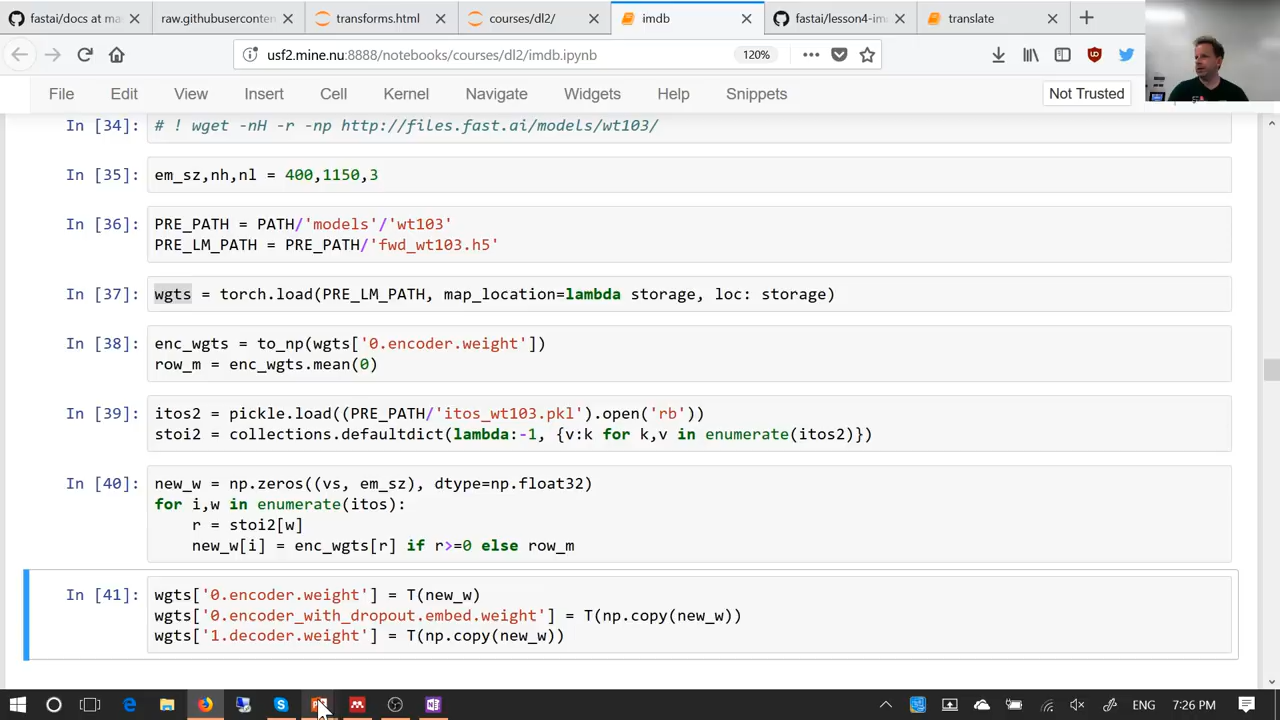 fastai/docs at ma
raw.githubusercontent
transforms.html
courses/dl2/
imdb
fastai/lesson4-im
translate
usf2.mine.nu:8888/notebooks/courses/dl2/imdb.ipynb
120%
File Edit View Insert Cell Kernel Navigate Widgets Help Snippets Not Trusted
In [34]: # ! wget -nH -r -np http://files.fast.ai/models/wt103/
In [35]: em_sz,nh,nl = 400,1150,3
In [36]: PRE_PATH = PATH/'models'/'wt103'
PRE_LM_PATH = PRE_PATH/'fwd_wt103.h5'
In [37]: wgts = torch.load(PRE_LM_PATH, map_location=lambda storage, loc: storage)
In [38]: enc_wgts = to_np(wgts['0.encoder.weight'])
row_m = enc_wgts.mean(0)
In [39]: itos2 = pickle.load((PRE_PATH/'itos_wt103.pkl').open('rb'))
stoi2 = collections.defaultdict(lambda:-1, {v:k for k,v in enumerate(itos2)})
In [40]: new_w = np.zeros((vs, em_sz), dtype=np.float32)
for i,w in enumerate(itos):
r = stoi2[w]
new_w[i] = enc_wgts[r] if r>=0 else row_m
In [41]: wgts['0.encoder.weight'] = T(new_w)
wgts['0.encoder_with_dropout.embed.weight'] = T(np.copy(new_w))
wgts['1.decoder.weight'] = T(np.copy(new_w))
ENG 7:26 PM